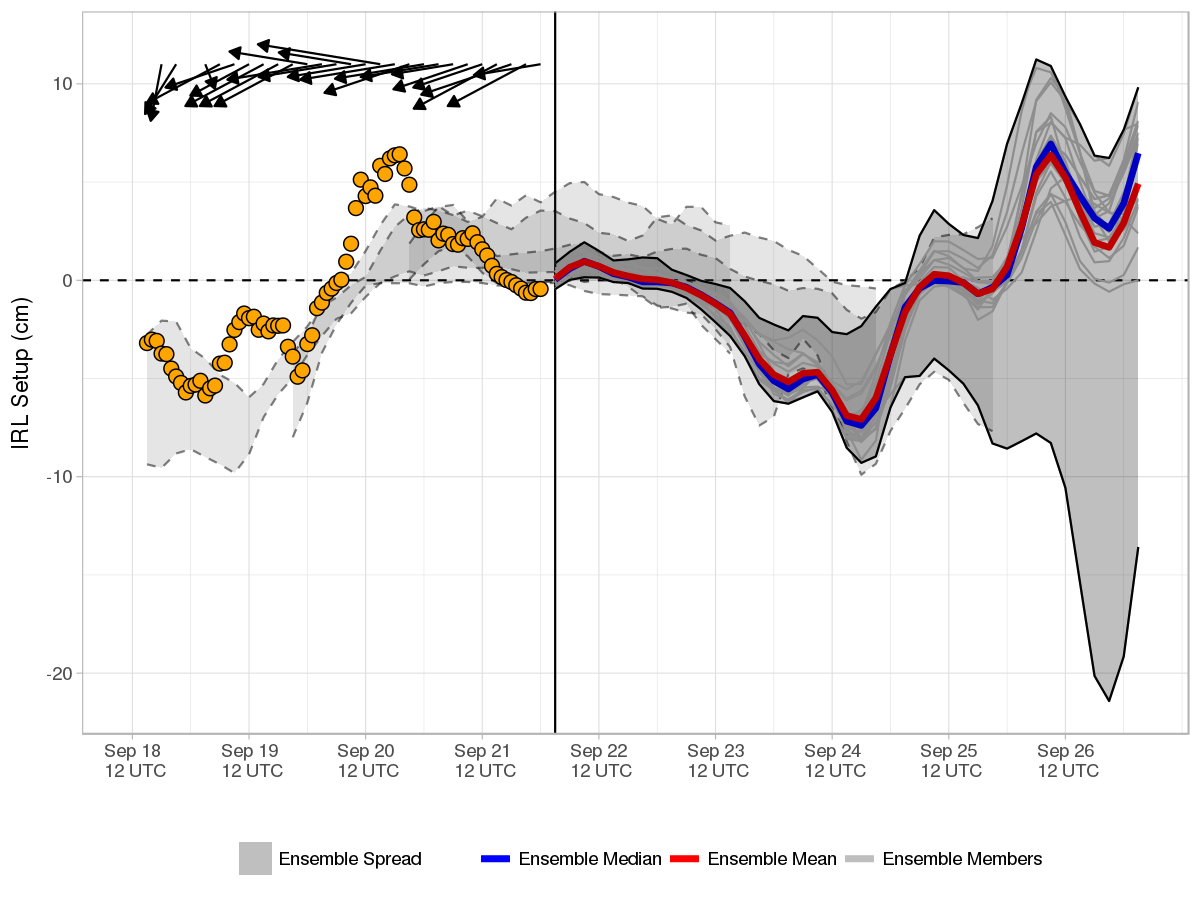 IRL Setup (cm)
10
0
-10
-20
Sep 18 Sep 19 Sep 20 Sep 21 Sep 22 Sep 23 Sep 24 Sep 25 Sep 26
12 UTC 12 UTC 12 UTC 12 UTC 12 UTC 12 UTC 12 UTC 12 UTC 12 UTC
Ensemble Spread Ensemble Median Ensemble Mean Ensemble Members